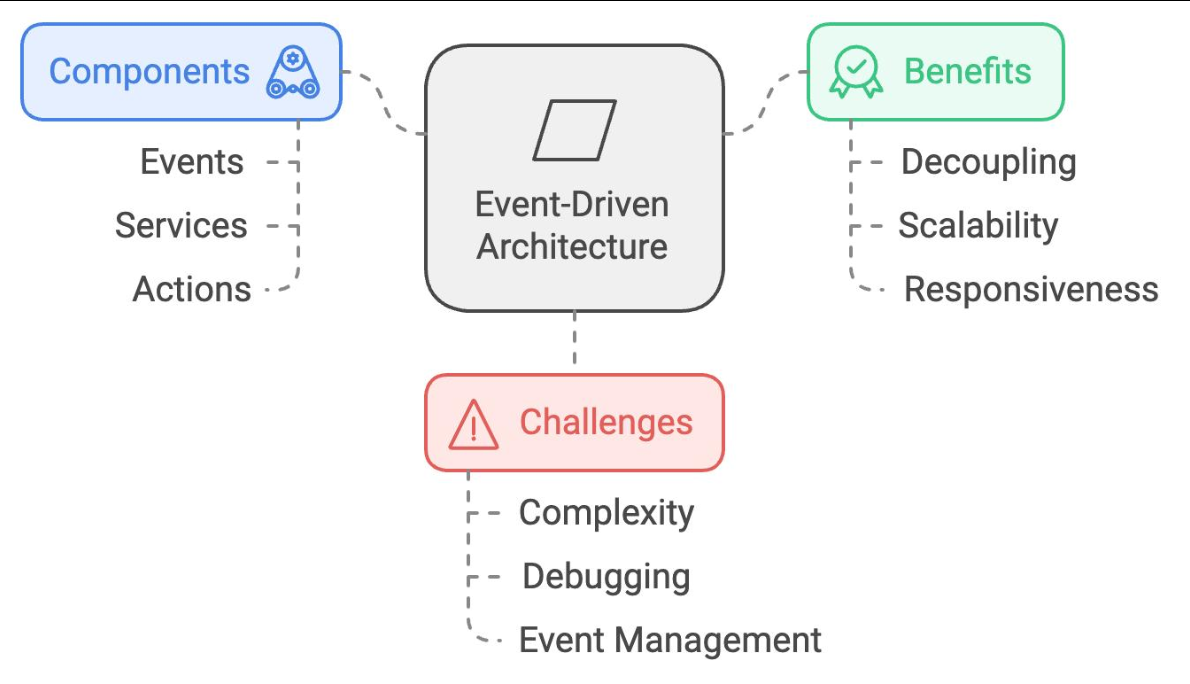 Components
Events
Services
Actions
Event-Driven
Architecture
Benefits
Decoupling
Scalability
Responsiveness
Challenges
Complexity
Debugging
Event Management